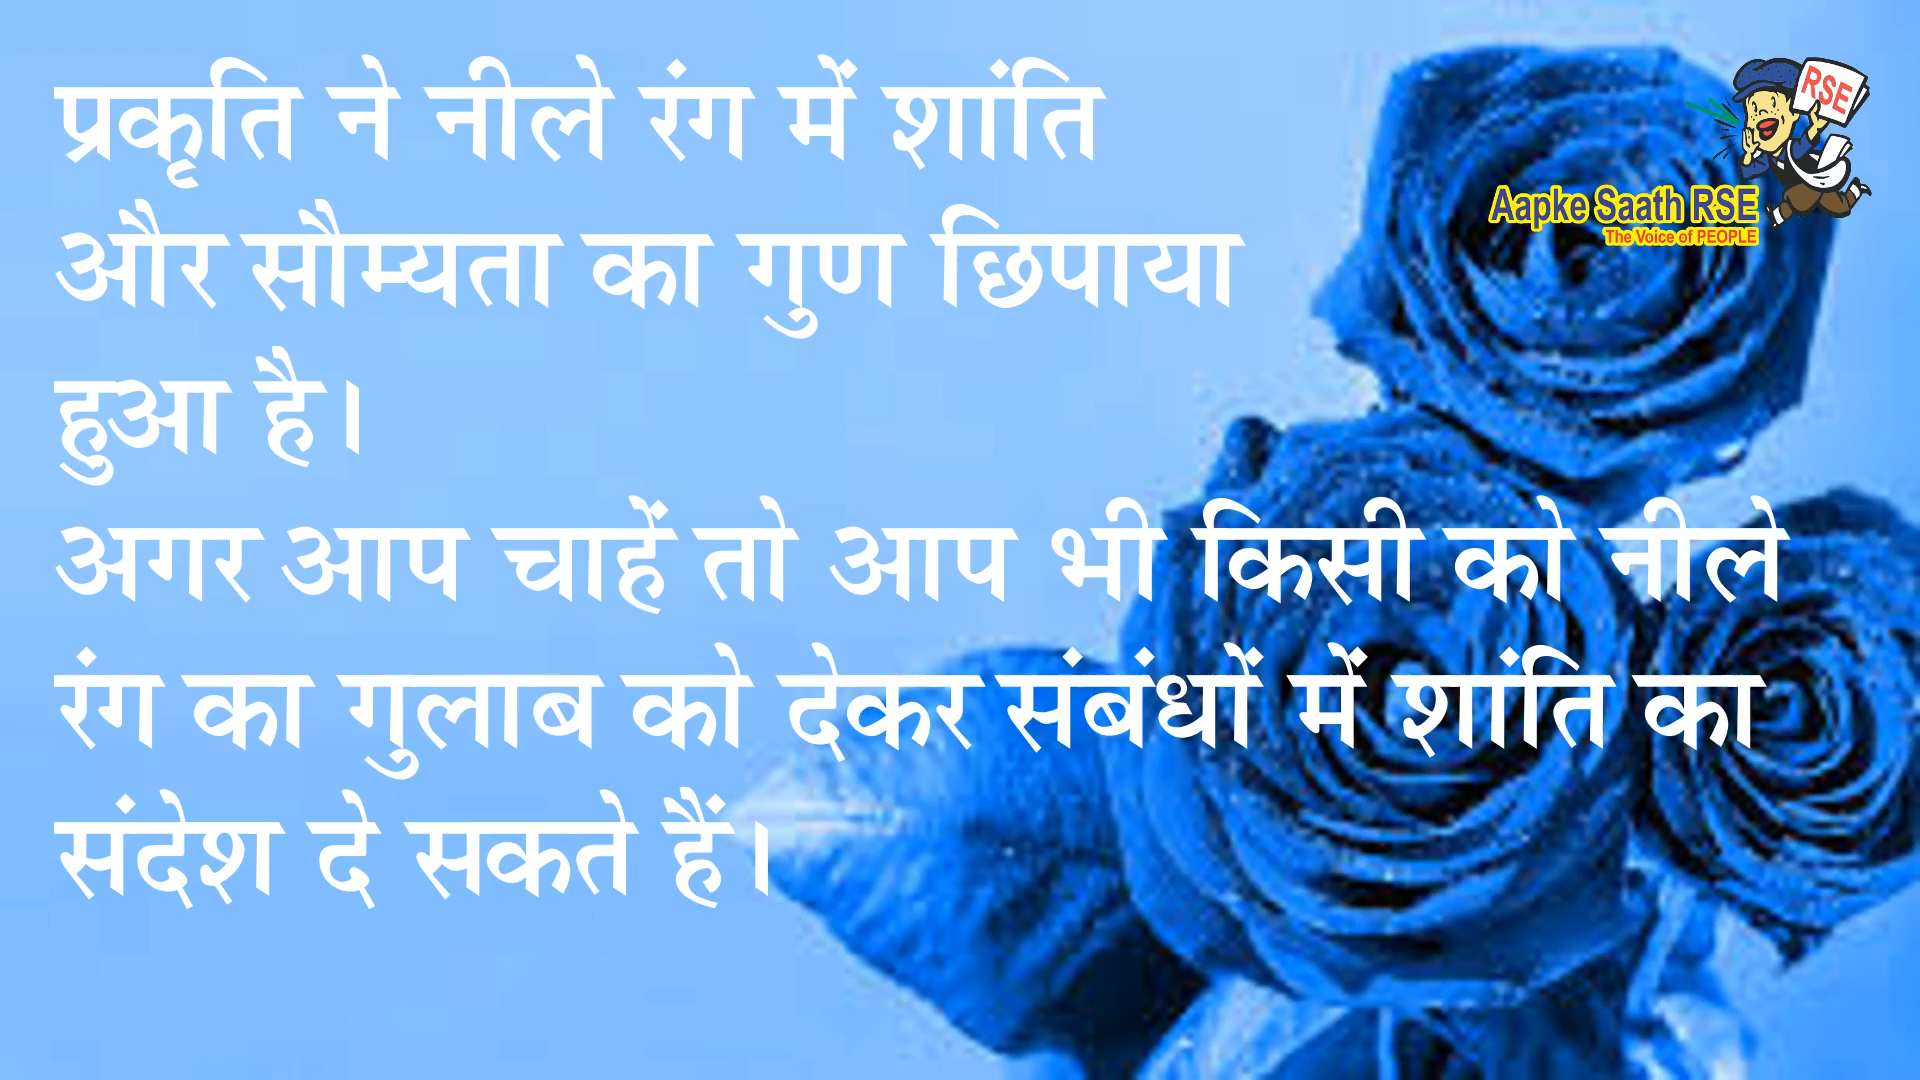 प्रकृति ने नीले रंग में शांति
और सौम्यता का गुण छिपाया
हुआ है।
अगर आप चाहें तो आप भी किसी को नीले
रंग का गुलाब को देकर संबंधों में शांति का
संदेश दे सकते हैं।
RSE
Aapke Saath RSE
The Voice of PEOPLE